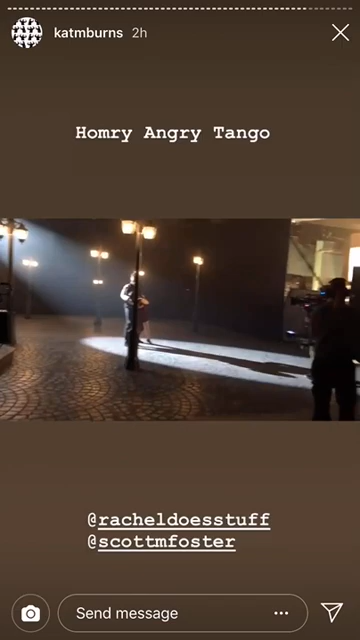 katmburns 2h
Homry Angry Tango
@racheldoesstuff
@scottmfoster
Send message